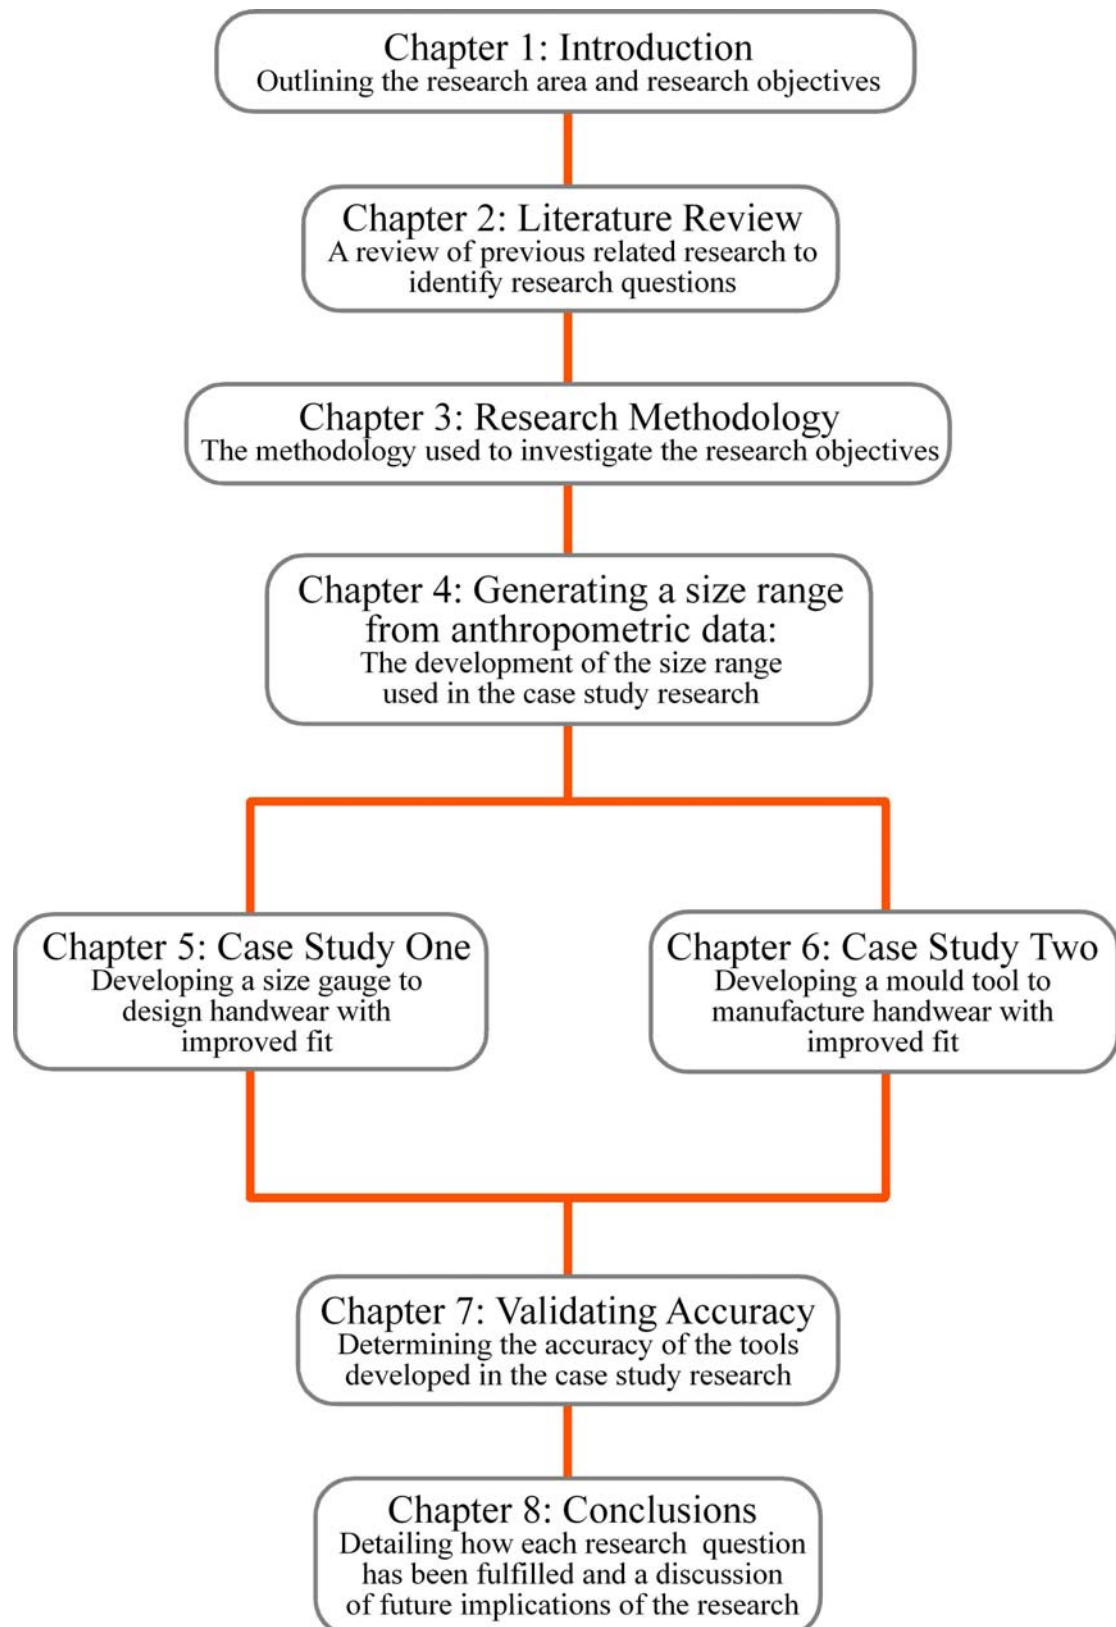 Chapter 1: Introduction
Outlining the research area and research objectives
Chapter 2: Literature Review
A review of previous related research to
identify research questions
Chapter 3: Research Methodology
The methodology used to investigate the research objectives
Chapter 4: Generating a size range
from anthropometric data:
The development of the size range
used in the case study research
Chapter 5: Case Study One
Developing a size gauge to
design handwear with
improved fit
Chapter 6: Case Study Two
Developing a mould tool to
manufacture handwear with
improved fit
Chapter 7: Validating Accuracy
Determining the accuracy of the tools
developed in the case study research
Chapter 8: Conclusions
Detailing how each research question
has been fulfilled and a discussion
of future implications of the research